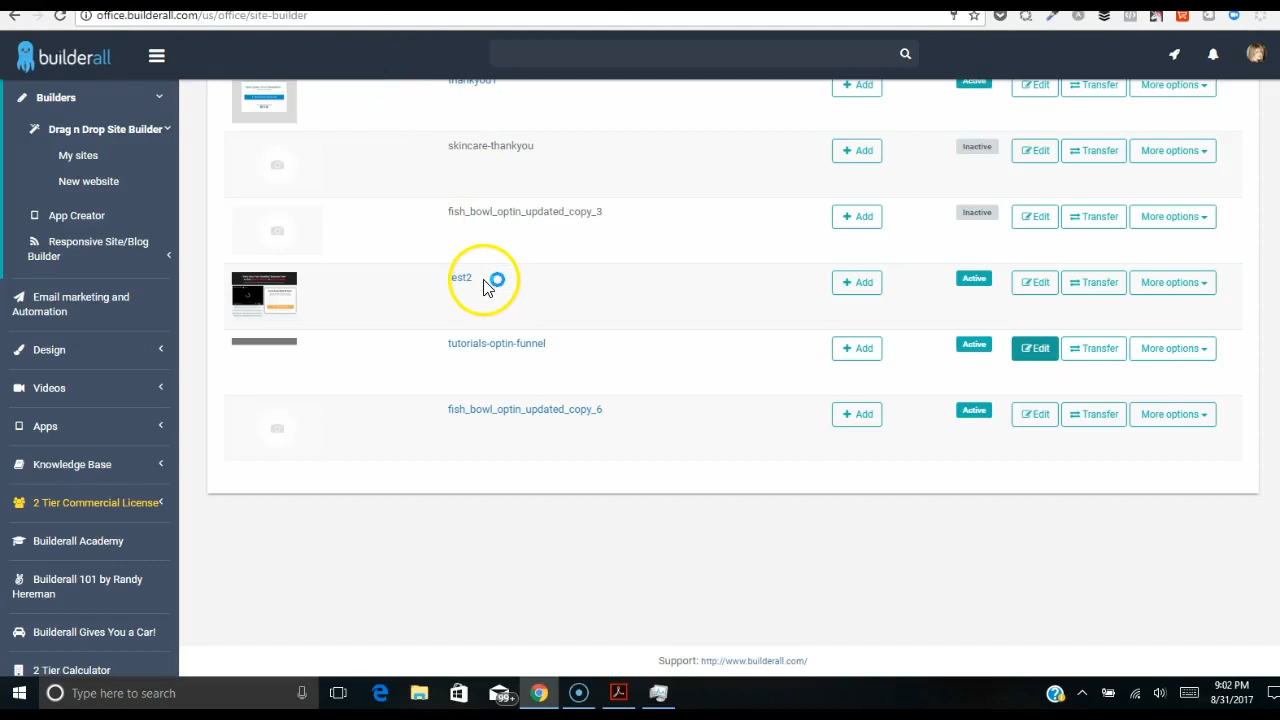 office.builderall.com/us/office/site-builder
builderall
Builders
Drag n Drop Site Builder
My sites
New website
App Creator
Responsive Site/Blog
Builder
Email marketing and
Automation
Design
Videos
Apps
Knowledge Base
2 Tier Commercial License
Builderall Academy
Builderall 101 by Randy
Hereman
Builderall Gives You a Car!
2 Tier Calculator
thankyou1 + Add Active Edit Transfer More options
skincare-thankyou + Add Inactive Edit Transfer More options
fish_bowl_optin_updated_copy_3 + Add Inactive Edit Transfer More options
test2 + Add Active Edit Transfer More options
tutorials-optin-funnel + Add Active Edit Transfer More options
fish_bowl_optin_updated_copy_6 + Add Active Edit Transfer More options
Support: http://www.builderall.com/
Type here to search
99+
9:02 PM
8/31/2017